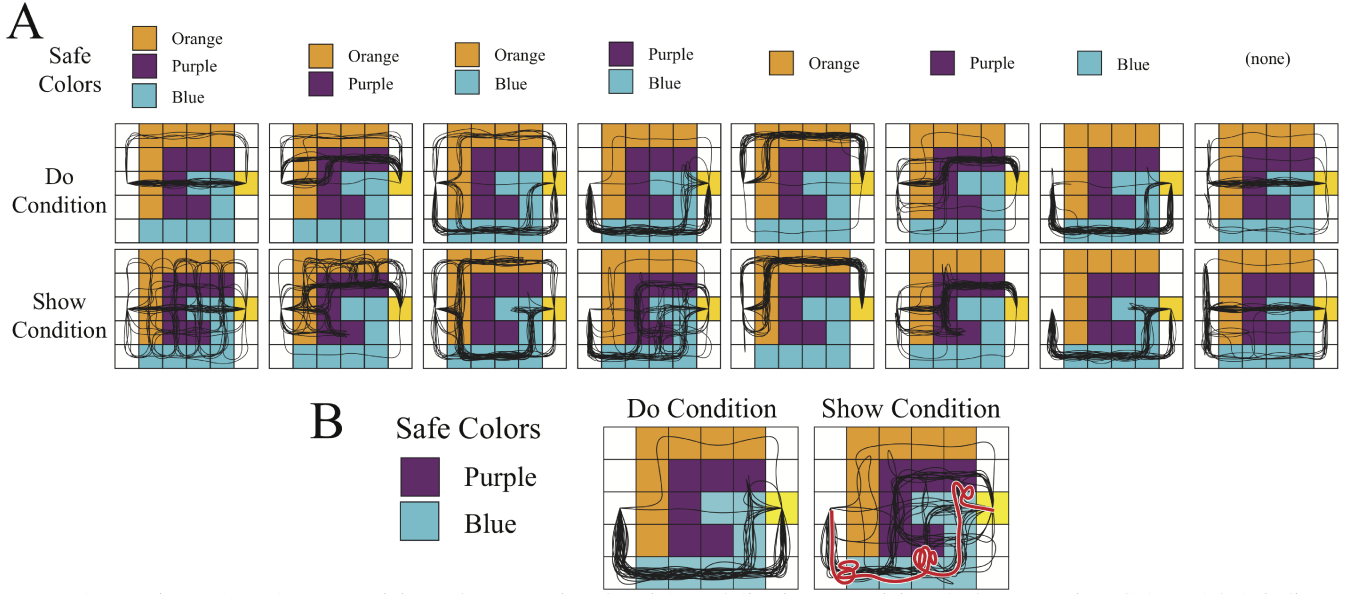 A
Safe
Colors
Orange
Purple
Blue
Orange
Purple
Orange
Blue
Purple
Blue
Orange
Purple
Blue
(none)
Do
Condition
Show
Condition
B
Safe Colors
Purple
Blue
Do Condition
Show Condition